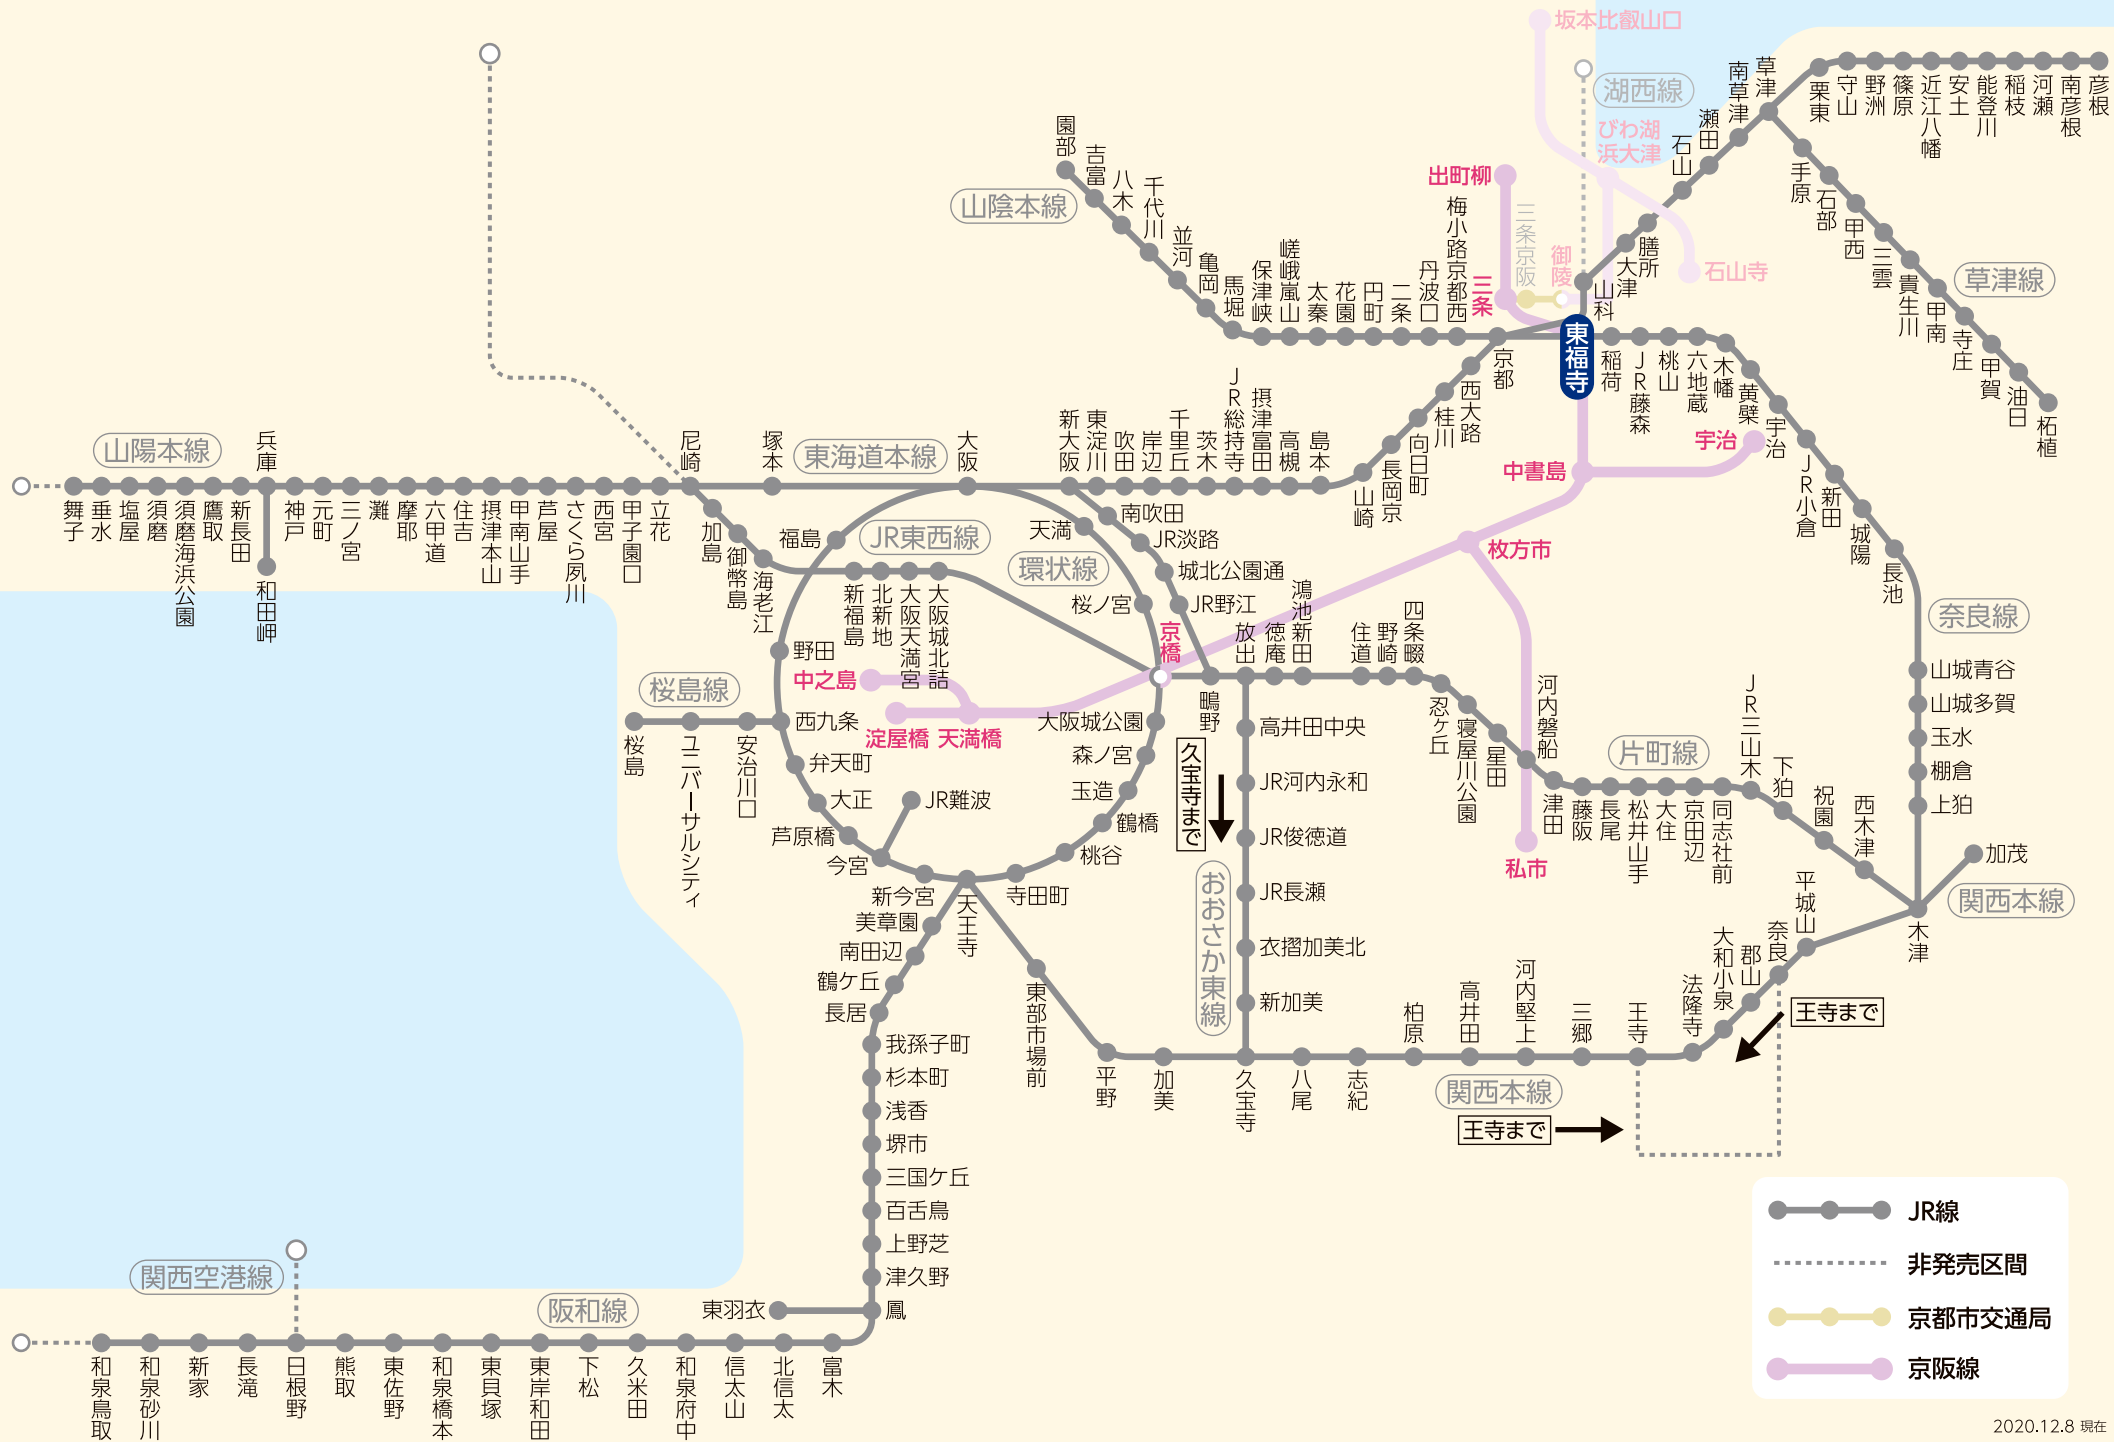 坂本比叡山口
湖西線
びわ湖
浜大津
石山寺
出町柳
三条
三条京阪
御陵
東福寺
草津
南草津
瀬田
石山
膳所
大津
山科
栗東
守山
野洲
篠原
近江八幡
安土
能登川
稲枝
河瀬
南彦根
彦根
手原
石部
甲西
三雲
貴生川
甲南
寺庄
甲賀
油日
柘植
草津線
園部
吉富
八木
千代川
並河
亀岡
馬堀
保津峡
嵯峨嵐山
太秦
花園
円町
二条
丹波口
梅小路京都西
京都
山陰本線
稲荷
JR藤森
桃山
六地蔵
木幡
黄檗
宇治
JR小倉
新田
城陽
長池
奈良線
山城青谷
山城多賀
玉水
棚倉
上狛
木津
加茂
関西本線
宇治
中書島
枚方市
私市
西大路
桂川
向日町
長岡京
山崎
島本
高槻
摂津富田
JR総持寺
茨木
千里丘
岸辺
吹田
東淀川
新大阪
大阪
東海道本線
塚本
尼崎
山陽本線
兵庫
和田岬
舞子
垂水
塩屋
須磨
須磨海浜公園
鷹取
新長田
神戸
元町
三ノ宮
灘
摩耶
六甲道
住吉
摂津本山
甲南山手
芦屋
さくら夙川
西宮
甲子園口
立花
加島
御幣島
海老江
新福島
北新地
大阪天満宮
大阪城北詰
JR東西線
環状線
福島
野田
西九条
弁天町
大正
芦原橋
今宮
新今宮
天王寺
寺田町
桃谷
鶴橋
玉造
森ノ宮
大阪城公園
京橋
桜ノ宮
天満
JR難波
中之島
淀屋橋
天満橋
桜島線
桜島
ユニバーサルシティ
安治川口
南吹田
JR淡路
城北公園通
JR野江
鴫野
放出
徳庵
鴻池新田
住道
野崎
四条畷
忍ヶ丘
寝屋川公園
星田
河内磐船
津田
藤阪
長尾
松井山手
大住
京田辺
同志社前
JR三山木
下狛
祝園
西木津
片町線
久宝寺まで
高井田中央
JR河内永和
JR俊徳道
JR長瀬
衣摺加美北
新加美
おおさか東線
平城山
奈良
郡山
大和小泉
法隆寺
王寺
三郷
河内堅上
高井田
柏原
志紀
八尾
久宝寺
加美
平野
東部市場前
関西本線
王寺まで
王寺まで
美章園
南田辺
鶴ケ丘
長居
我孫子町
杉本町
浅香
堺市
三国ケ丘
百舌鳥
上野芝
津久野
鳳
東羽衣
富木
北信太
信太山
和泉府中
久米田
下松
東岸和田
東貝塚
和泉橋本
東佐野
熊取
日根野
長滝
新家
和泉砂川
和泉鳥取
阪和線
関西空港線
JR線
非発売区間
京都市交通局
京阪線
2020.12.8 現在